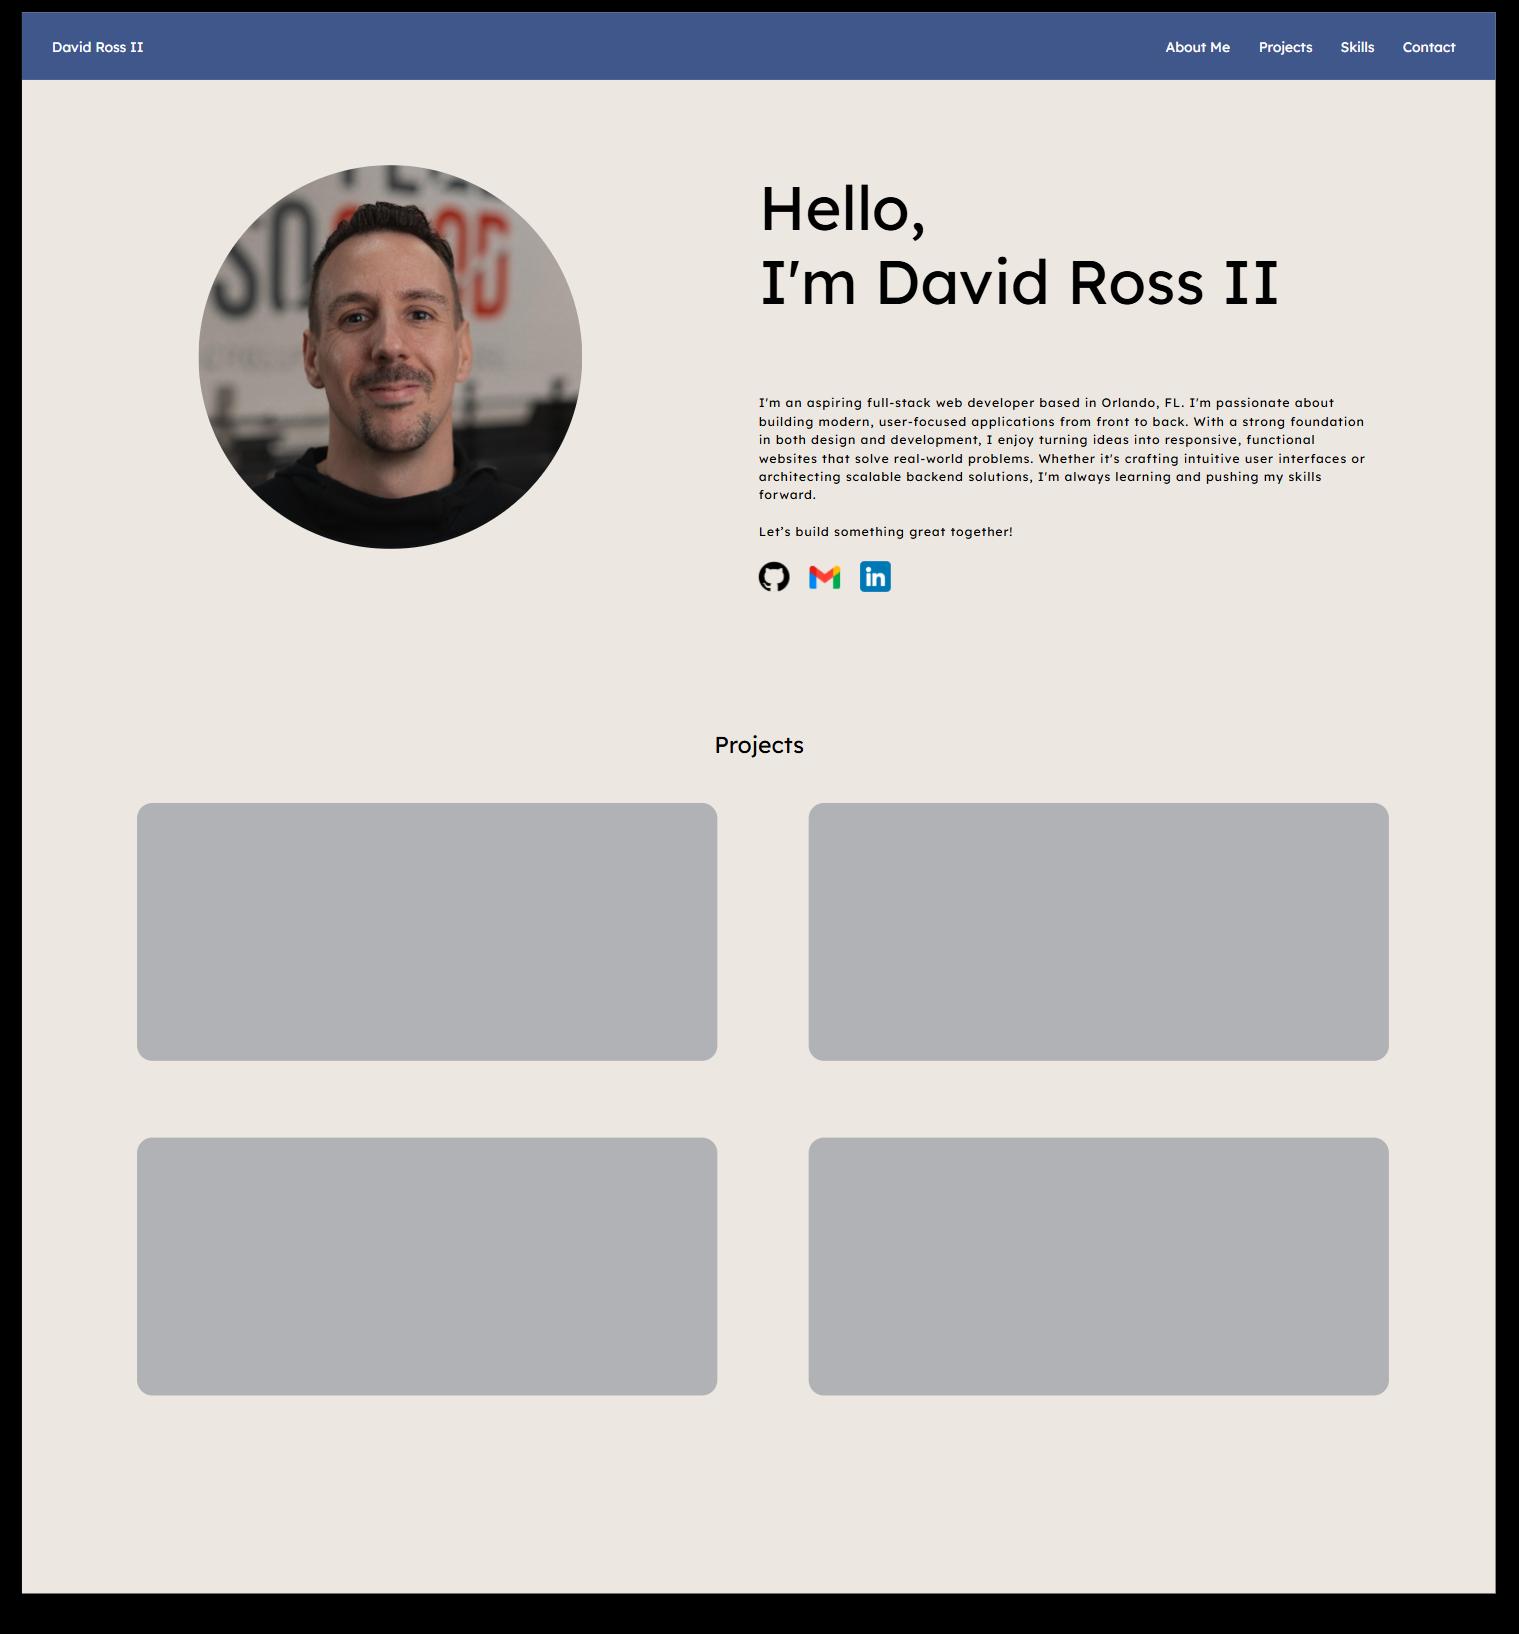 David Ross II
About Me Projects Skills Contact
Hello,
I'm David Ross II
I'm an aspiring full-stack web developer based in Orlando, FL. I'm passionate about
building modern, user-focused applications from front to back. With a strong foundation
in both design and development, I enjoy turning ideas into responsive, functional
websites that solve real-world problems. Whether it's crafting intuitive user interfaces or
architecting scalable backend solutions, I'm always learning and pushing my skills
forward.
Let’s build something great together!
in
Projects